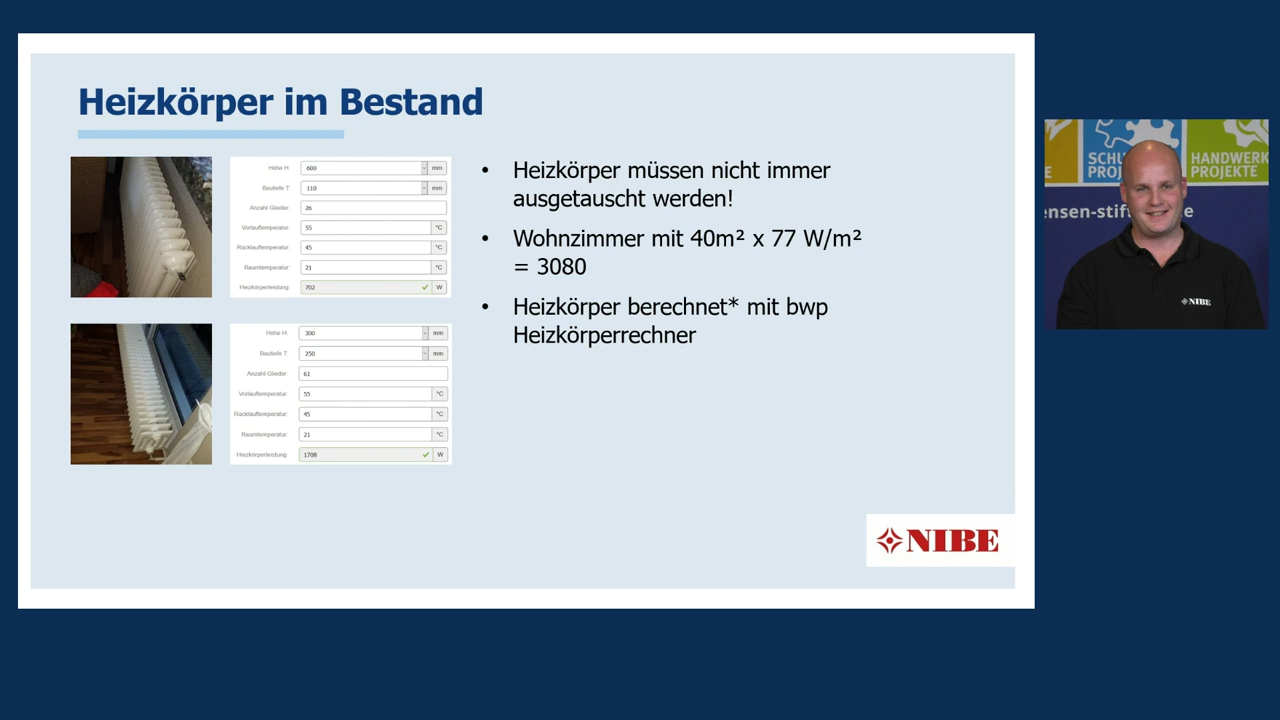 Heizkörper im Bestand
Höhe H: 600 mm
Bautiefe T: 110 mm
Anzahl Glieder: 26
Vorlauftemperatur: 55 °C
Rücklauftemperatur: 45 °C
Raumtemperatur: 21 °C
Heizkörperleistung: 702 W
Höhe H: 300 mm
Bautiefe T: 250 mm
Anzahl Glieder: 61
Vorlauftemperatur: 55 °C
Rücklauftemperatur: 45 °C
Raumtemperatur: 21 °C
Heizkörperleistung: 1708 W
• Heizkörper müssen nicht immer
ausgetauscht werden!
• Wohnzimmer mit 40m² x 77 W/m²
= 3080
• Heizkörper berechnet* mit bwp
Heizkörperrechner
NIBE
E
SCHU
PROJ
HANDWERK
PROJEKTE
ensen-stif
e
NIBE